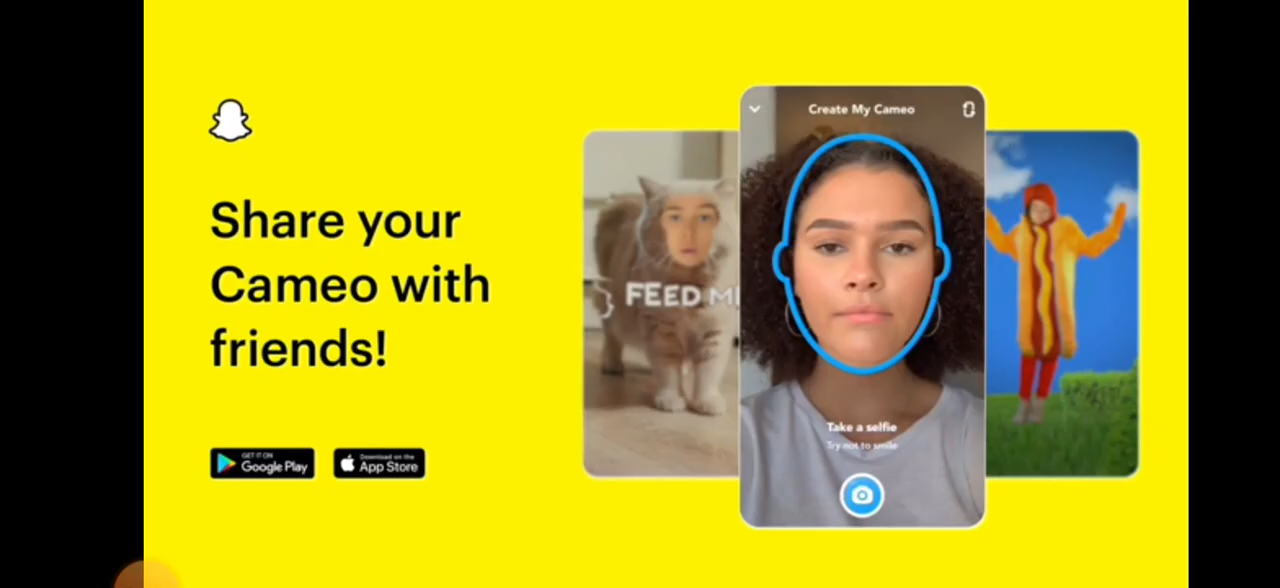 Share your
Cameo with
friends!
GET IT ON
Google Play
Download on the
App Store
FEED
Create My Cameo
Take a selfie
Try not to smile